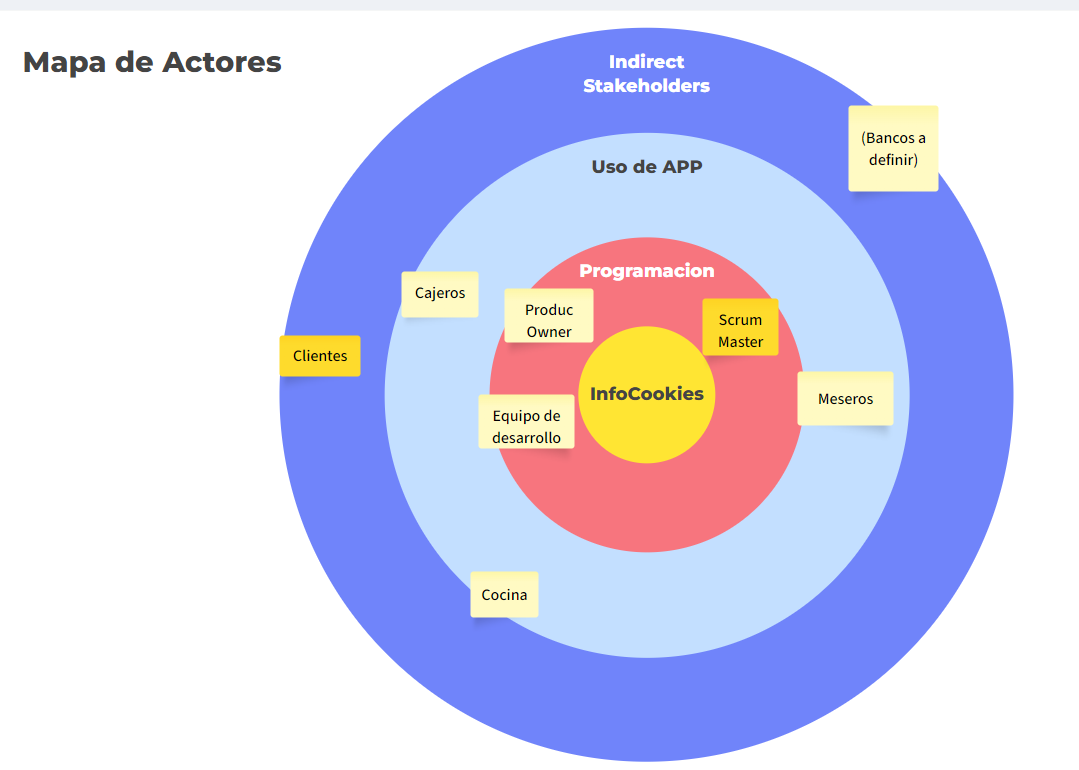 Mapa de Actores
Indirect
Stakeholders
(Bancos a
definir)
Uso de APP
Programacion
Cajeros
Produc
Owner
Scrum
Master
Clientes
InfoCookies
Meseros
Equipo de
desarrollo
Cocina